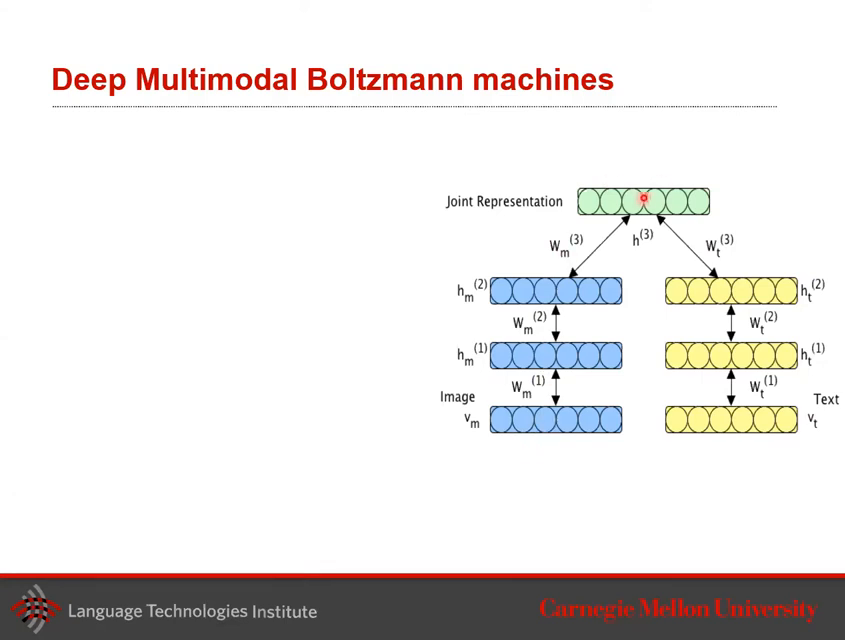 Deep Multimodal Boltzmann machines
Joint Representation
W_m^(3) h^(3) W_t^(3)
h_m^(2) h_t^(2)
W_m^(2) W_t^(2)
h_m^(1) h_t^(1)
W_m^(1) W_t^(1)
Image Text
v_m v_t
Language Technologies Institute
Carnegie Mellon University